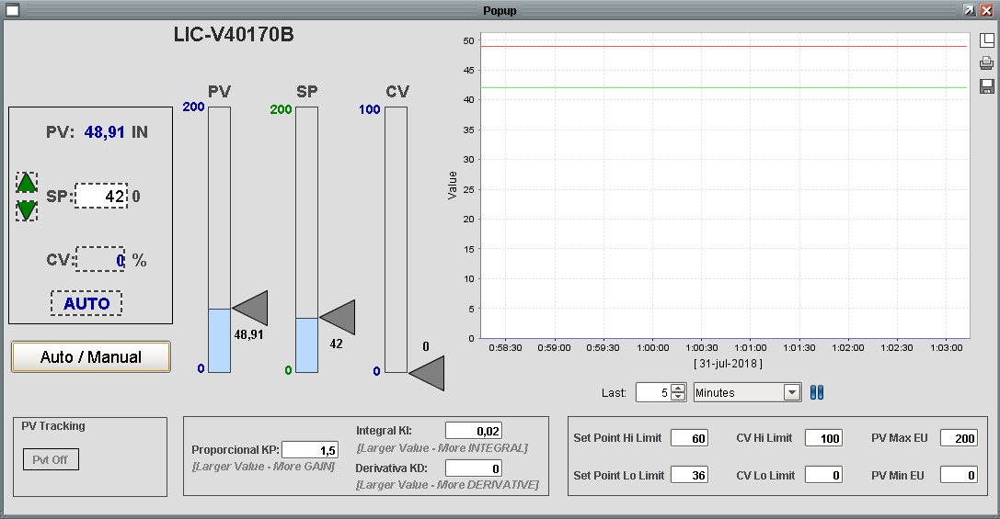 Popup
LIC-V40170B
PV
SP
CV
200
200
100
PV: 48,91 IN
SP: 42 0
CV: 0 %
AUTO
Auto / Manual
48,91
42
0
0
0
0
50
45
40
35
30
25
20
15
10
5
0
Value
0:58:30 0:59:00 0:59:30 1:00:00 1:00:30 1:01:00 1:01:30 1:02:00 1:02:30 1:03:00
[ 31-jul-2018 ]
Last: 5 Minutes
PV Tracking
Pvt Off
Proporcional KP: 1,5
[Larger Value - More GAIN]
Integral KI: 0,02
[Larger Value - More INTEGRAL]
Derivativa KD: 0
[Larger Value - More DERIVATIVE]
Set Point Hi Limit 60 CV Hi Limit 100 PV Max EU 200
Set Point Lo Limit 36 CV Lo Limit 0 PV Min EU 0